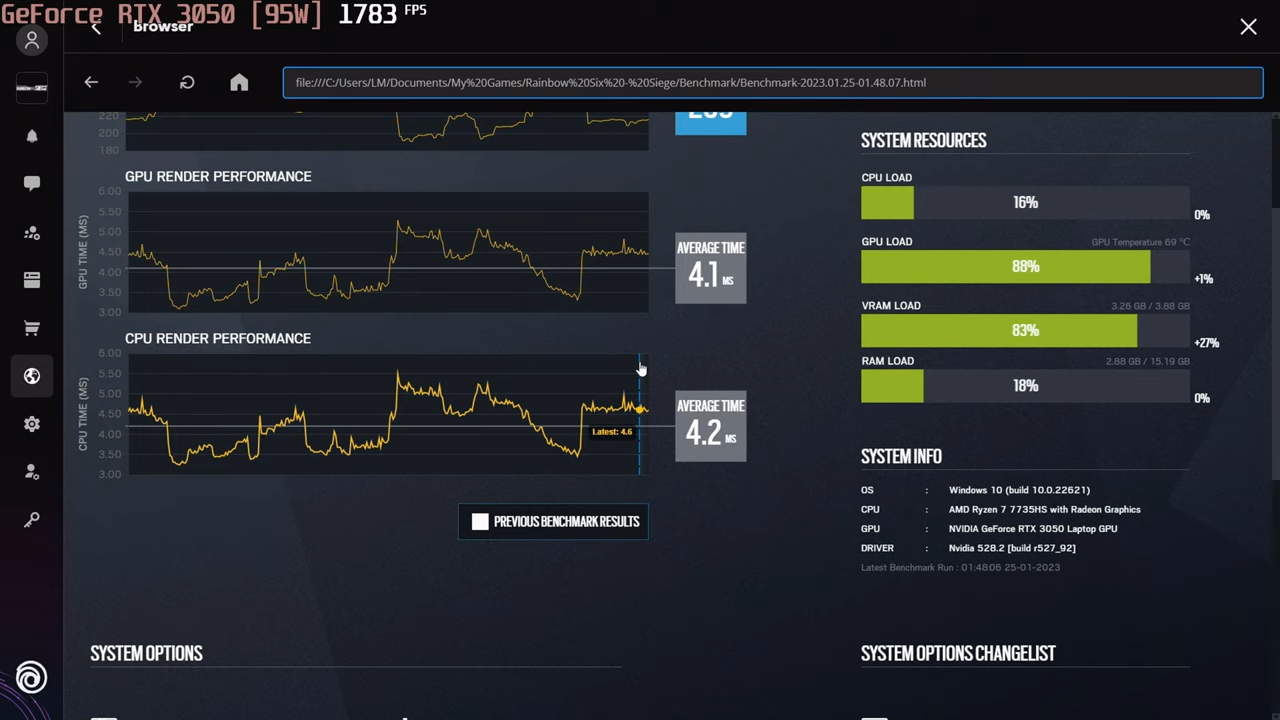 GeForce RTX 3050 [95W] 1783 FPS
Browser
file:///C:/Users/LM/Documents/My%20Games/Rainbow%20Six%20-%20Siege/Benchmark/Benchmark-2023.01.25-01.48.07.html
220
200
180
GPU RENDER PERFORMANCE
GPU TIME (MS)
6.00
5.50
5.00
4.50
4.00
3.50
3.00
AVERAGE TIME
4.1 MS
CPU RENDER PERFORMANCE
CPU TIME (MS)
6.00
5.50
5.00
4.50
4.00
3.50
3.00
Latest: 4.6
AVERAGE TIME
4.2 MS
PREVIOUS BENCHMARK RESULTS
SYSTEM OPTIONS
SYSTEM RESOURCES
CPU LOAD
16%
0%
GPU LOAD
GPU Temperature 69 °C
88%
+1%
VRAM LOAD
3.26 GB / 3.88 GB
83%
+27%
RAM LOAD
2.88 GB / 15.19 GB
18%
0%
SYSTEM INFO
OS : Windows 10 (build 10.0.22621)
CPU : AMD Ryzen 7 7735HS with Radeon Graphics
GPU : NVIDIA GeForce RTX 3050 Laptop GPU
DRIVER : Nvidia 528.2 [build r527_92]
Latest Benchmark Run : 01:48:06 25-01-2023
SYSTEM OPTIONS CHANGELIST